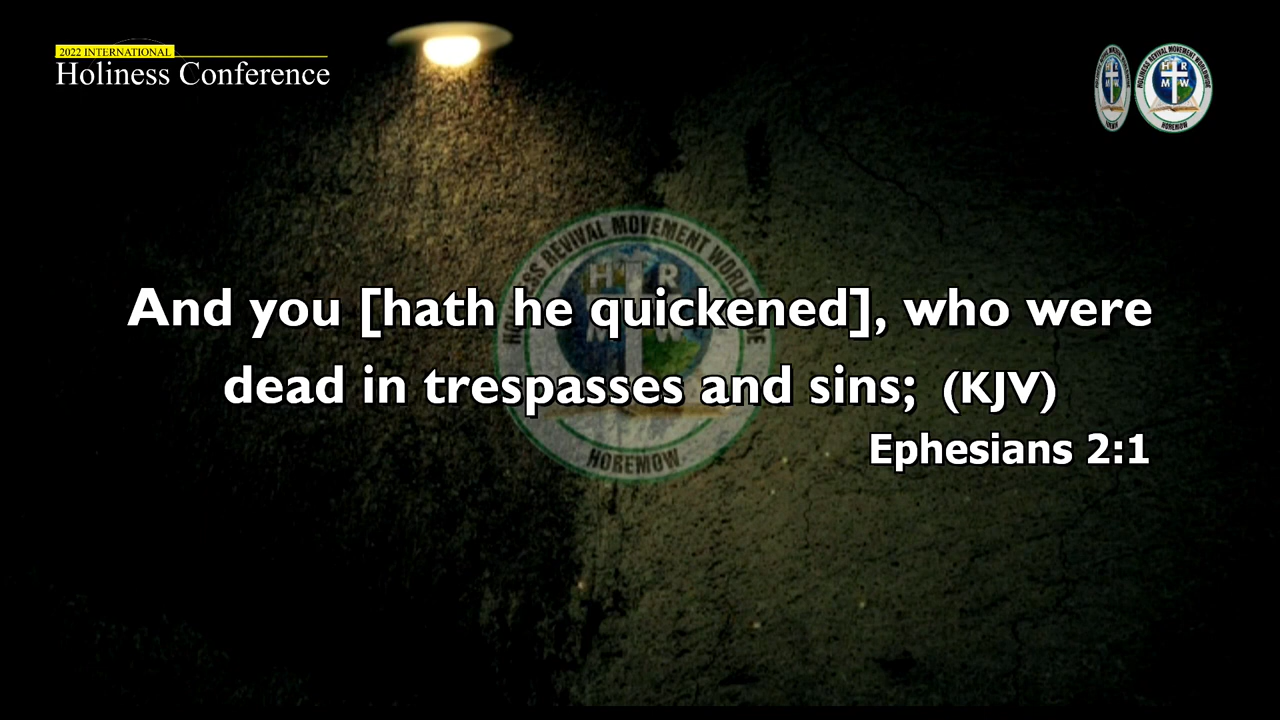 2022 INTERNATIONAL
Holiness Conference
HOLINESS REVIVAL MOVEMENT WORLDWIDE
H R
M W
HOREMOW
And you [hath he quickened], who were
dead in trespasses and sins; (KJV)
Ephesians 2:1
HOREMOW